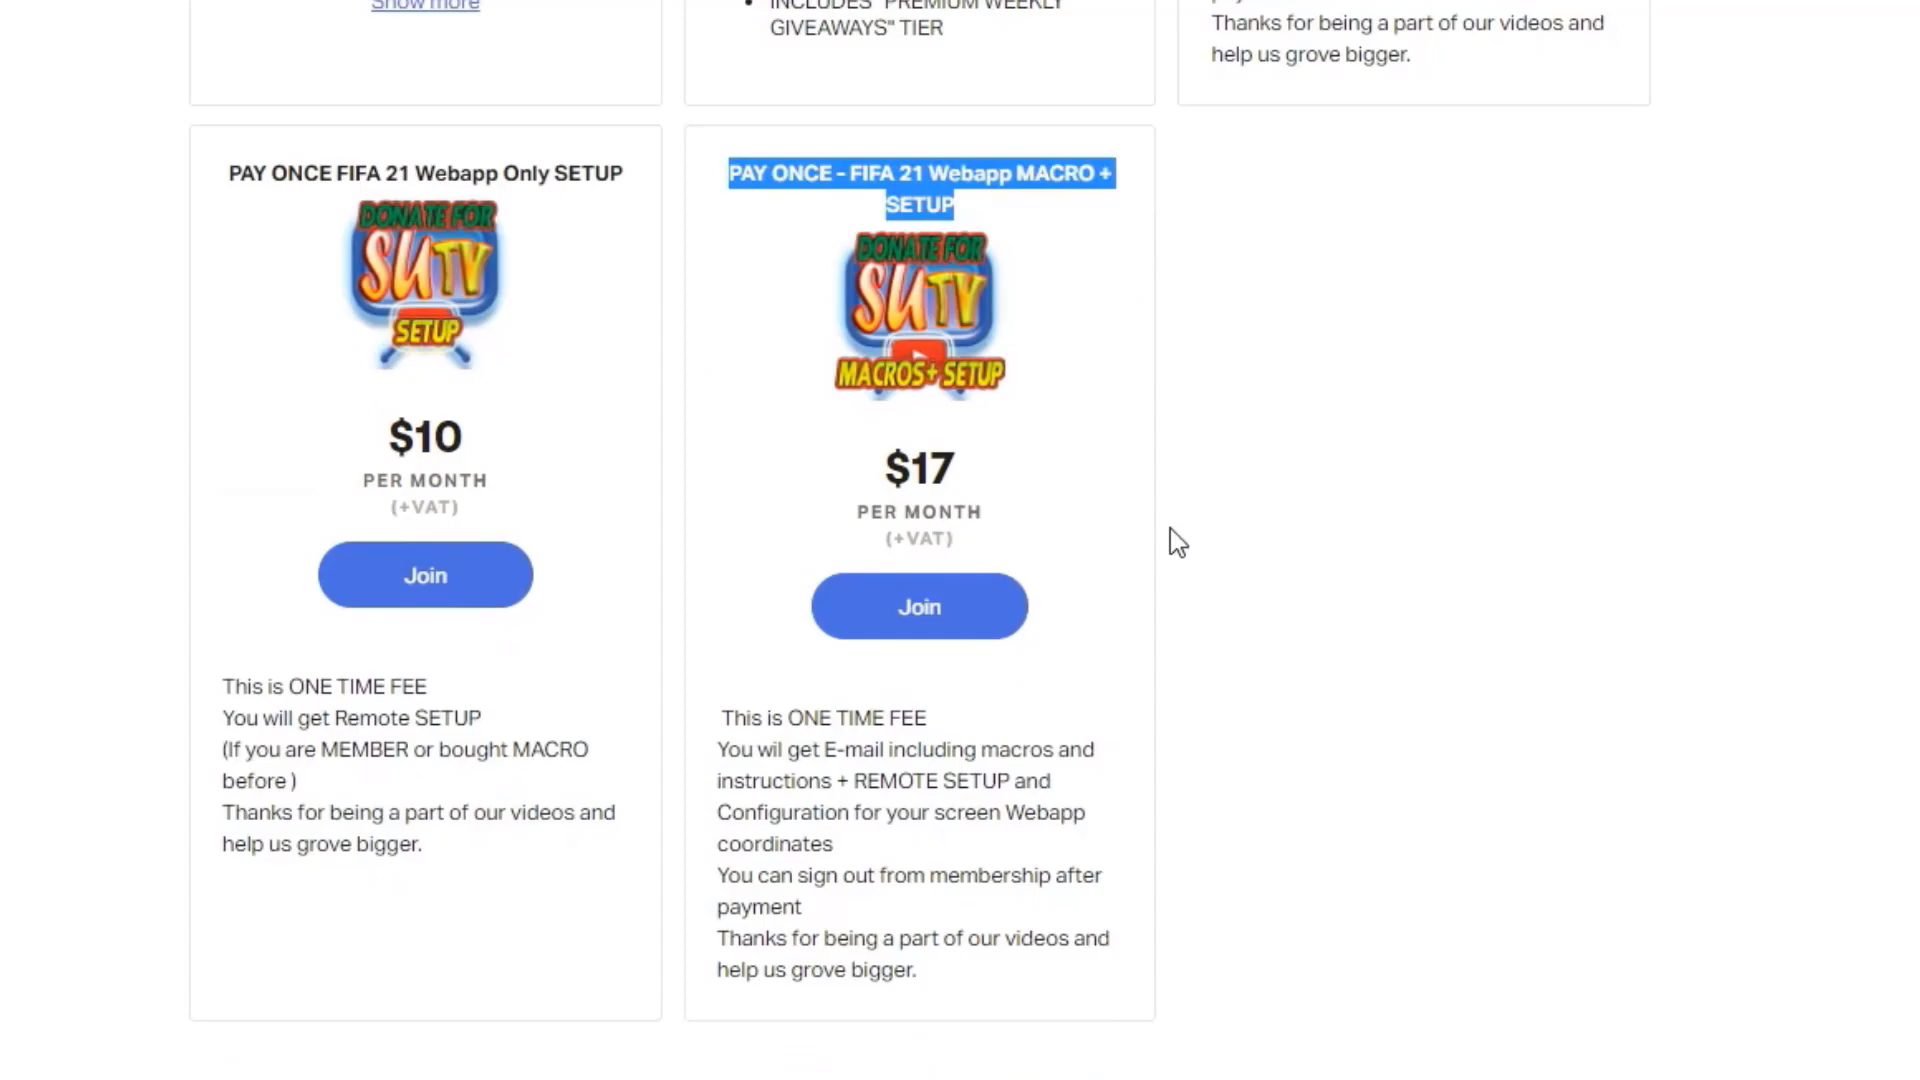 Show more
INCLUDES "PREMIUM WEEKLY
GIVEAWAYS" TIER
Thanks for being a part of our videos and
help us grove bigger.
PAY ONCE FIFA 21 Webapp Only SETUP
DONATE FOR
SUTV
SETUP
$10
PER MONTH
(+VAT)
Join
This is ONE TIME FEE
You will get Remote SETUP
(If you are MEMBER or bought MACRO
before )
Thanks for being a part of our videos and
help us grove bigger.
PAY ONCE - FIFA 21 Webapp MACRO +
SETUP
DONATE FOR
SUTV
MACROS+ SETUP
$17
PER MONTH
(+VAT)
Join
This is ONE TIME FEE
You wil get E-mail including macros and
instructions + REMOTE SETUP and
Configuration for your screen Webapp
coordinates
You can sign out from membership after
payment
Thanks for being a part of our videos and
help us grove bigger.